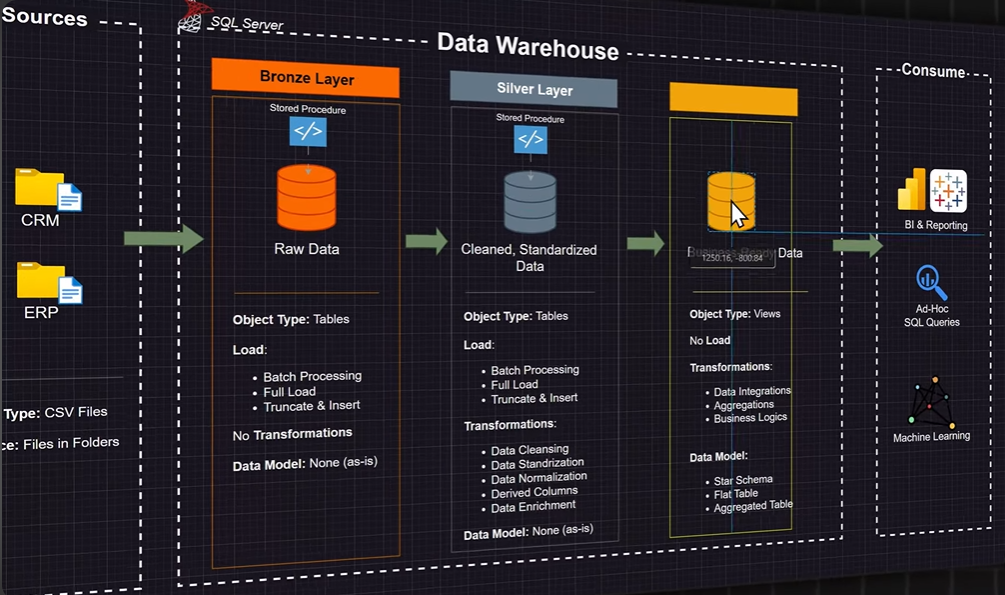 Sources
CRM
ERP
Type: CSV Files
ce: Files in Folders
SQL Server
Data Warehouse
Bronze Layer
Stored Procedure
</>
Raw Data
Object Type: Tables
Load:
Batch Processing
Full Load
Truncate & Insert
No Transformations
Data Model: None (as-is)
Silver Layer
Stored Procedure
</>
Cleaned, Standardized
Data
Object Type: Tables
Load:
Batch Processing
Full Load
Truncate & Insert
Transformations:
Data Cleansing
Data Standrization
Data Normalization
Derived Columns
Data Enrichment
Data Model: None (as-is)
Data
1250.16, -800.84
Object Type: Views
No Load
Transformations:
Data Integrations
Aggregations
Business Logics
Data Model:
Star Schema
Flat Table
Aggregated Table
Consume
BI & Reporting
Ad-Hoc
SQL Queries
Machine Learning